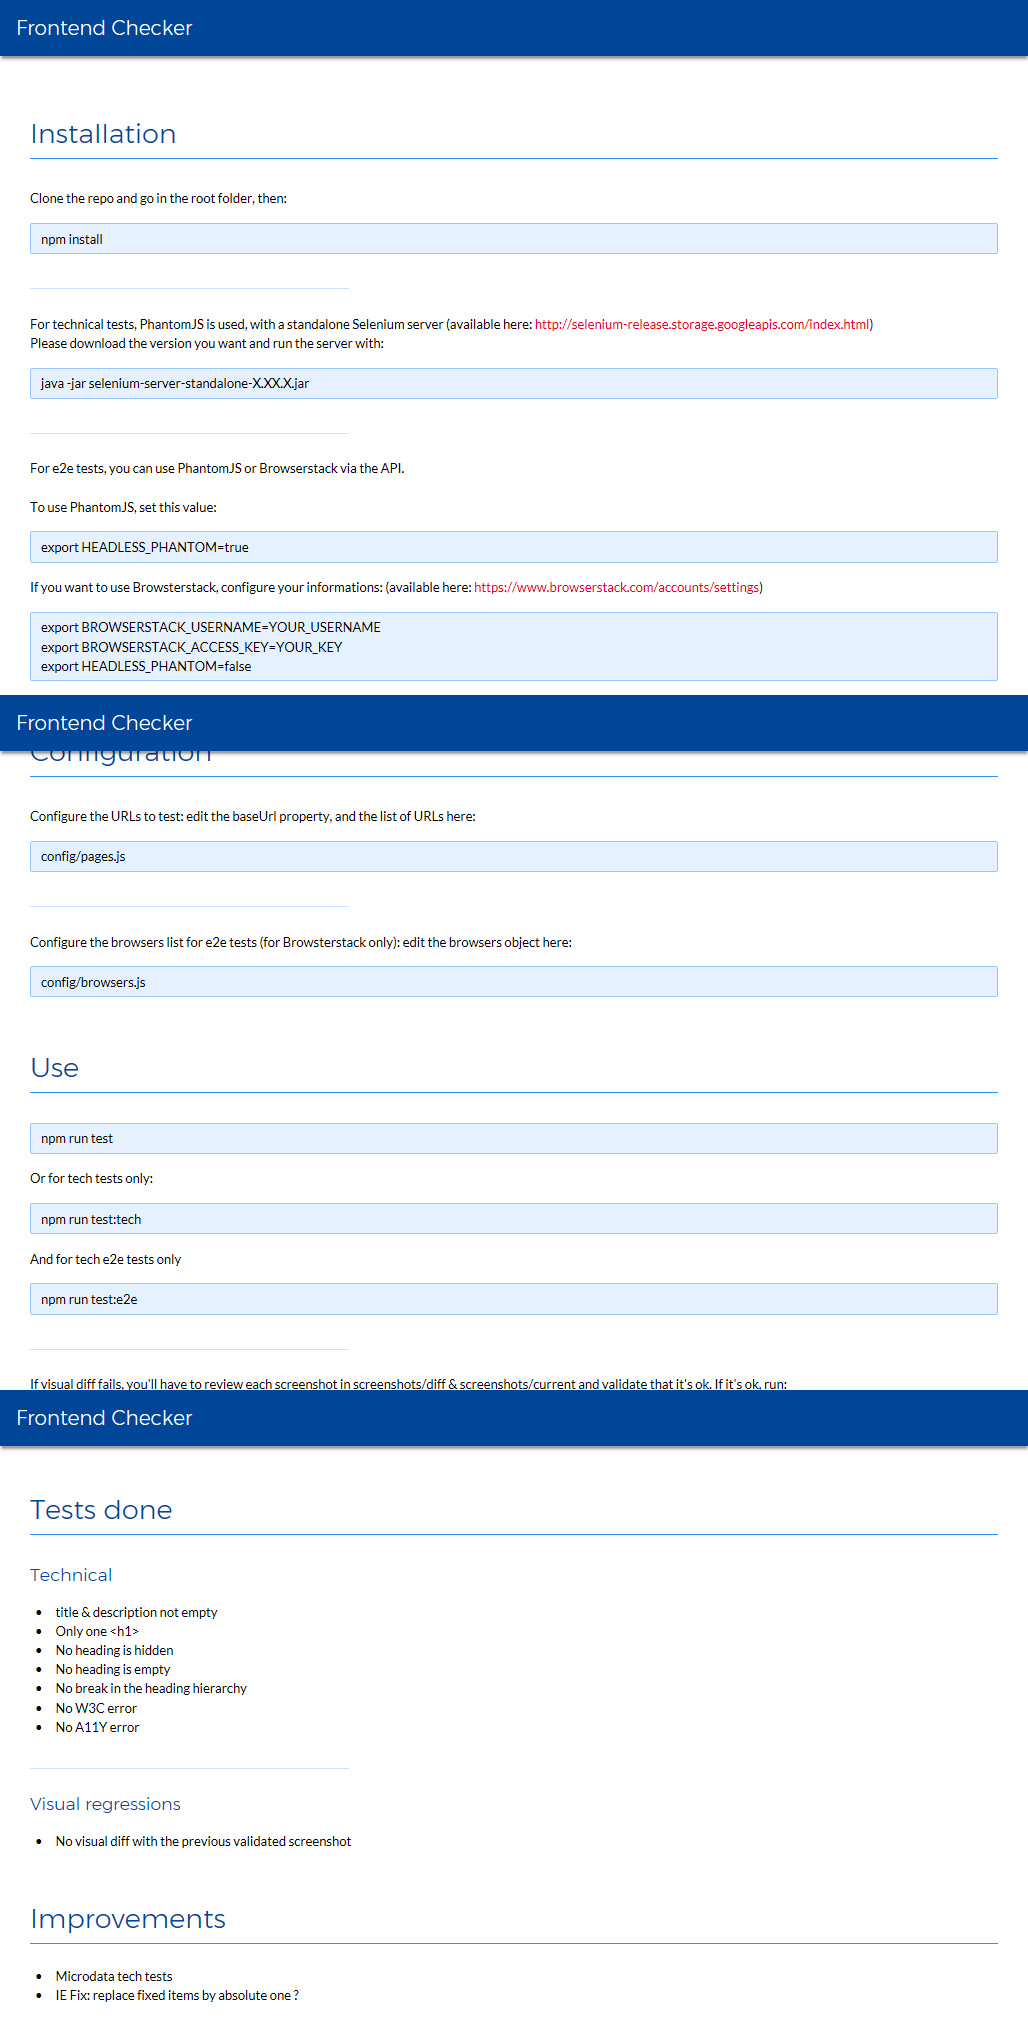 Frontend Checker
Installation
Clone the repo and go in the root folder, then:
npm install
For technical tests, PhantomJS is used, with a standalone Selenium server (available here: http://selenium-release.storage.googleapis.com/index.html)
Please download the version you want and run the server with:
java -jar selenium-server-standalone-X.XX.X.jar
For e2e tests, you can use PhantomJS or Browserstack via the API.
To use PhantomJS, set this value:
export HEADLESS_PHANTOM=true
If you want to use Browsterstack, configure your informations: (available here: https://www.browserstack.com/accounts/settings)
export BROWSERSTACK_USERNAME=YOUR_USERNAME
export BROWSERSTACK_ACCESS_KEY=YOUR_KEY
export HEADLESS_PHANTOM=false
Frontend Checker
Configuration
Configure the URLs to test: edit the baseUrl property, and the list of URLs here:
config/pages.js
Configure the browsers list for e2e tests (for Browsterstack only): edit the browsers object here:
config/browsers.js
Use
npm run test
Or for tech tests only:
npm run test:tech
And for tech e2e tests only
npm run test:e2e
If visual diff fails, you'll have to review each screenshot in screenshots/diff & screenshots/current and validate that it's ok. If it's ok, run:
Frontend Checker
Tests done
Technical
• title & description not empty
• Only one <h1>
• No heading is hidden
• No heading is empty
• No break in the heading hierarchy
• No W3C error
• No A11Y error
Visual regressions
• No visual diff with the previous validated screenshot
Improvements
• Microdata tech tests
• IE Fix: replace fixed items by absolute one ?